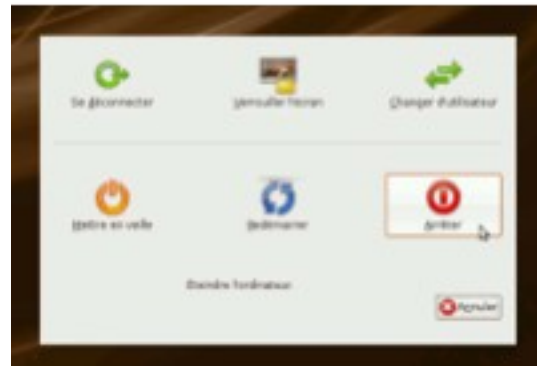 Se déconnecter
Verrouiller l'écran
Changer d'utilisateur
Mettre en veille
Redémarrer
Arrêter
Éteindre l'ordinateur
Annuler